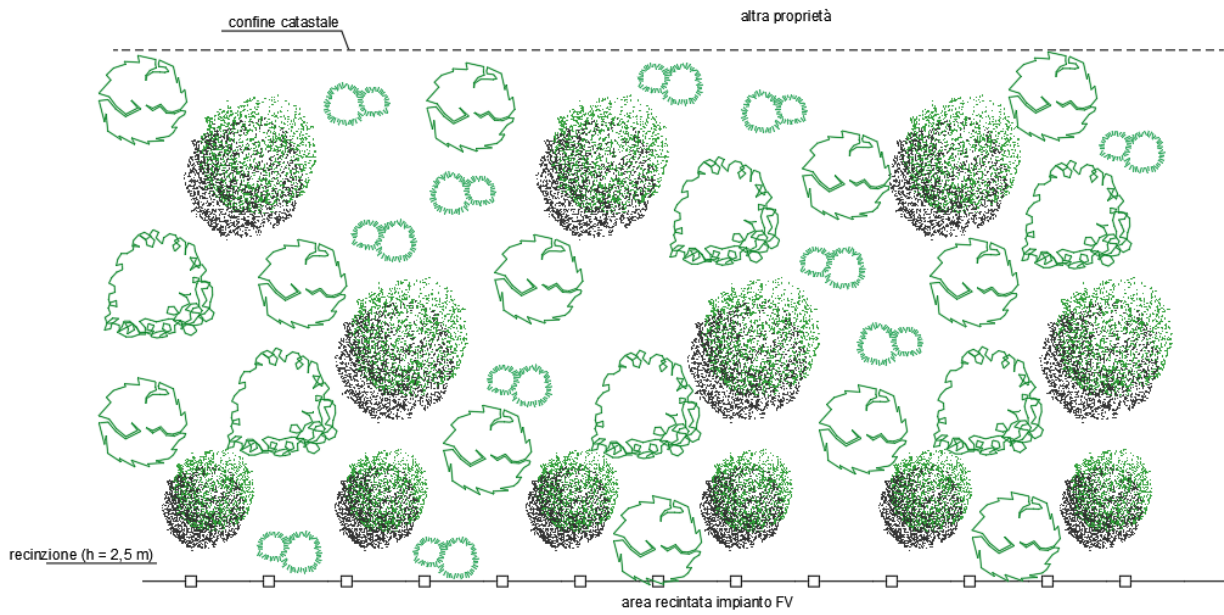 altra proprietà
confine catastale
recinzione (h = 2,5 m)
area recintata impianto FV